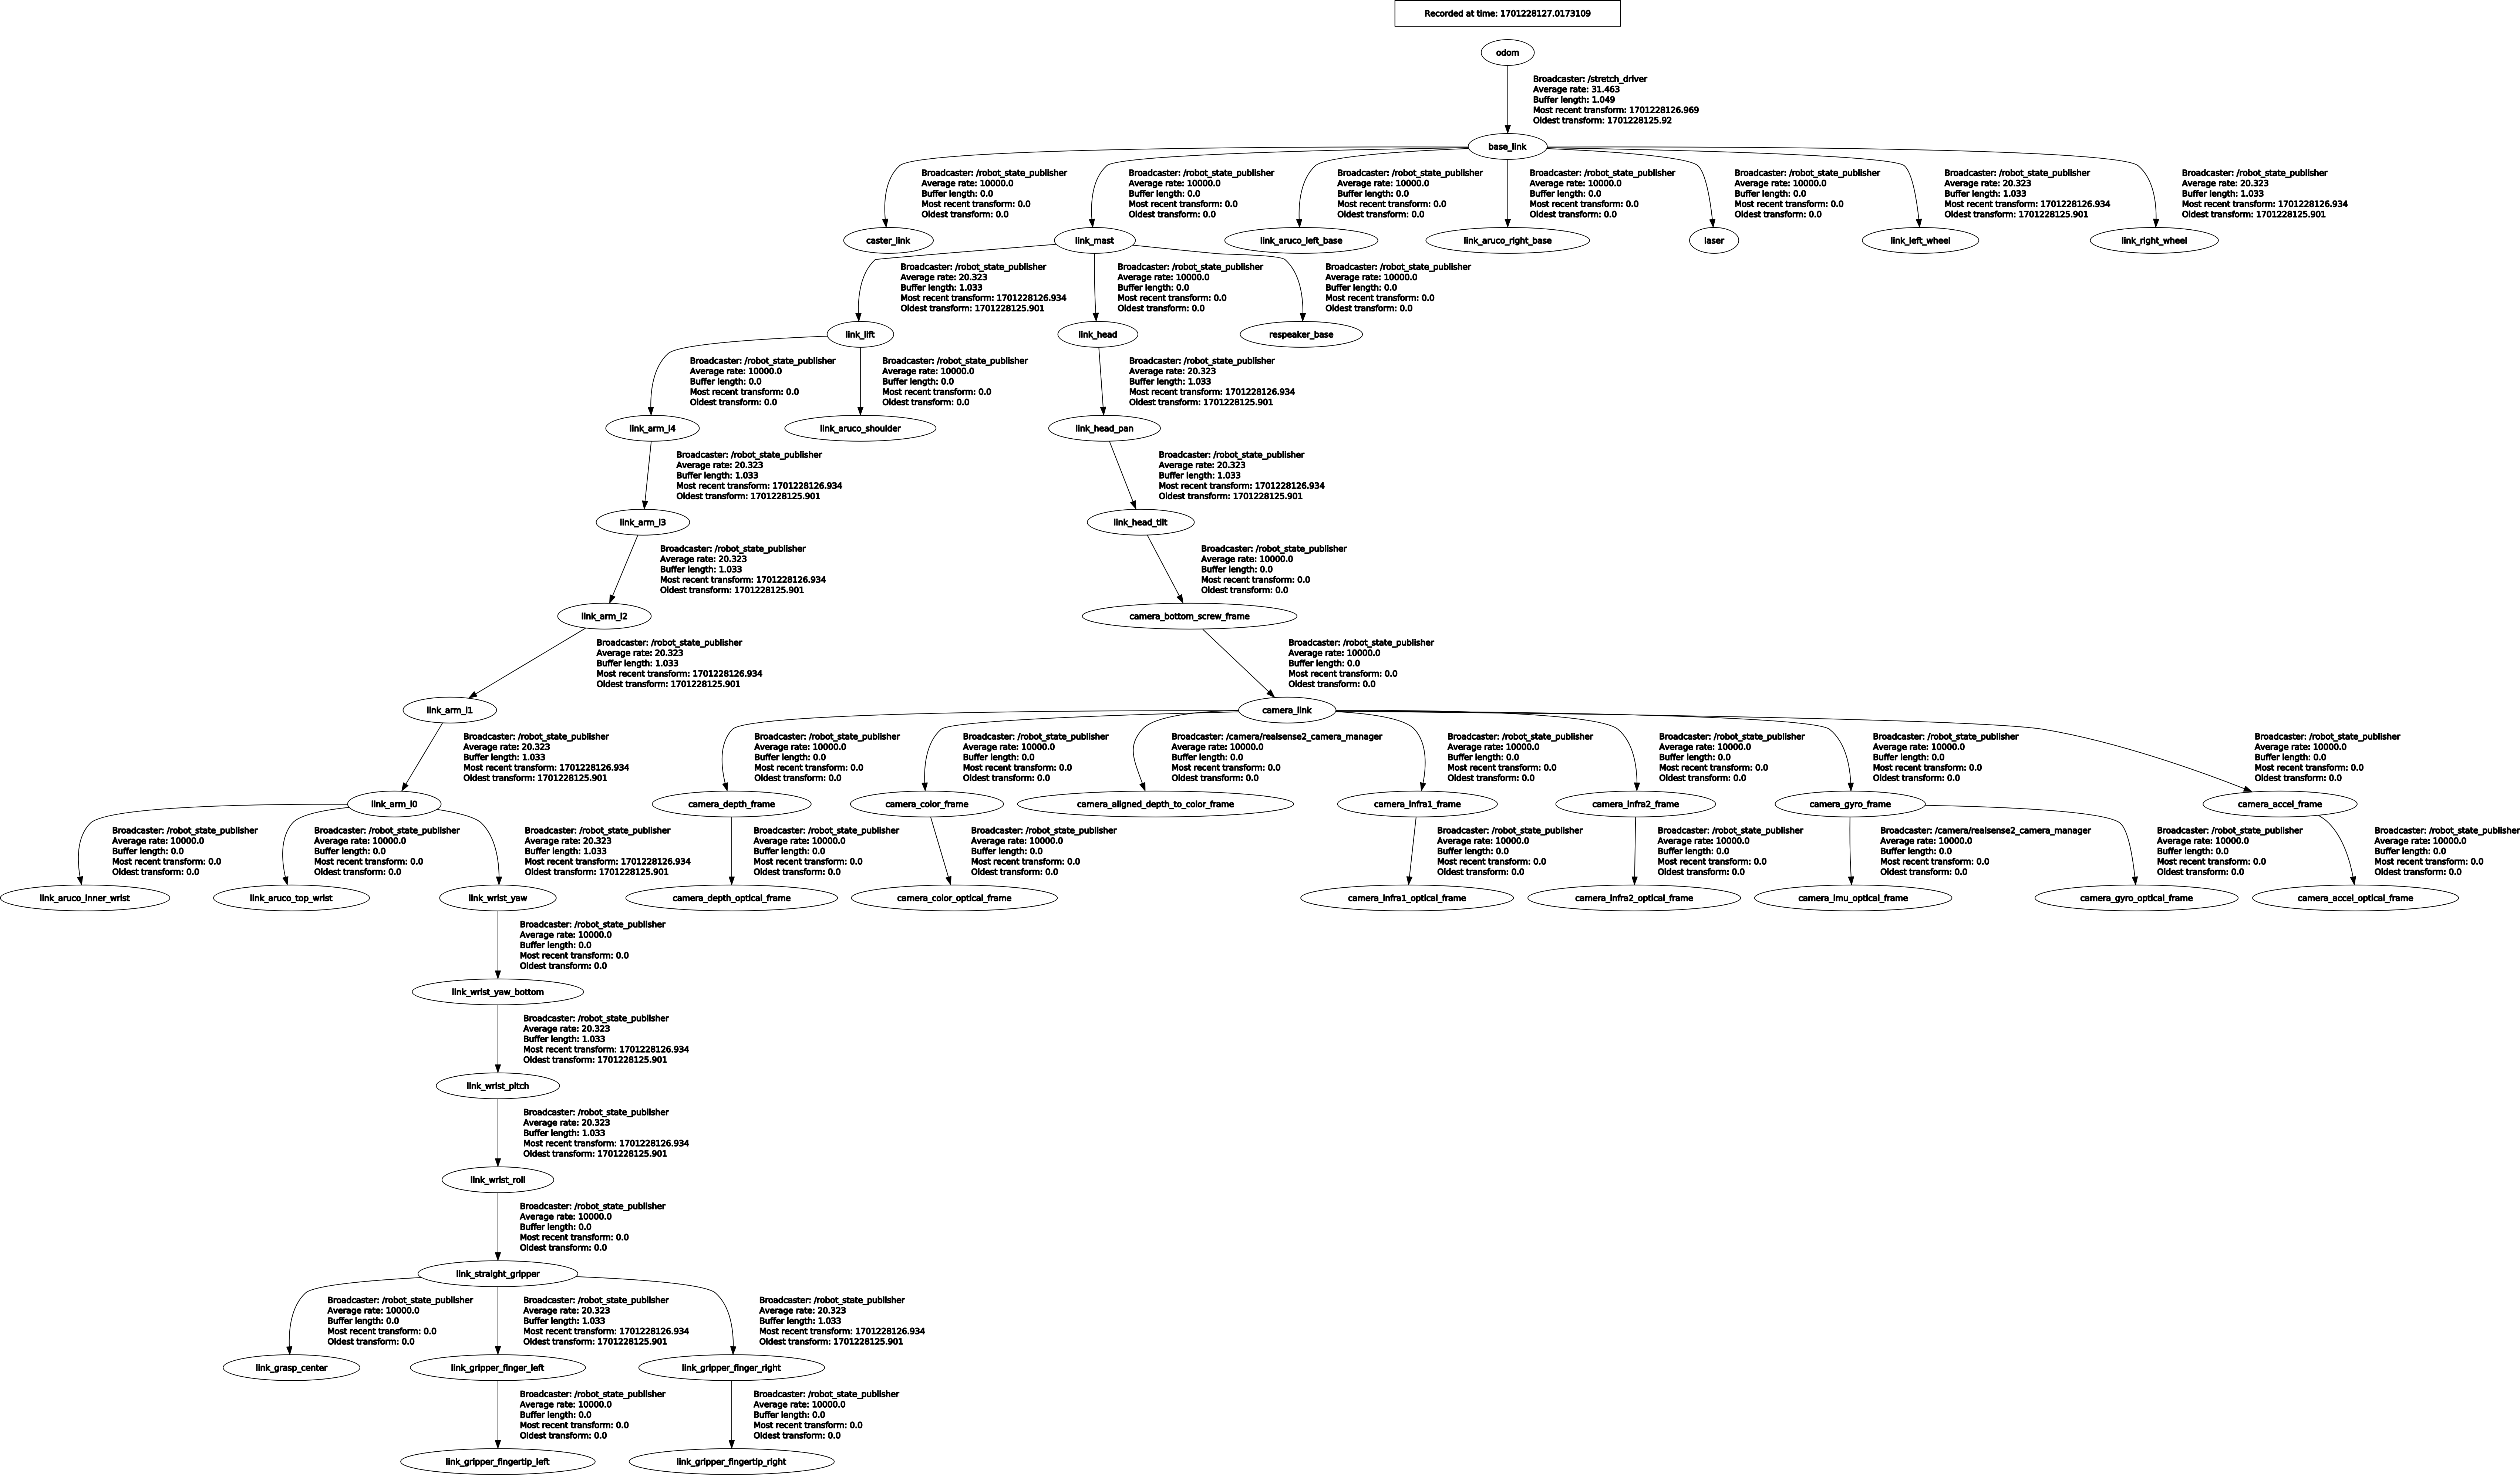 Recorded at time: 1701228127.0173109
odom
Broadcaster: /stretch_driver
Average rate: 31.463
Buffer length: 1.049
Most recent transform: 1701228126.969
Oldest transform: 1701228125.92
base_link
Broadcaster: /robot_state_publisher
Average rate: 10000.0
Buffer length: 0.0
Most recent transform: 0.0
Oldest transform: 0.0
Broadcaster: /robot_state_publisher
Average rate: 10000.0
Buffer length: 0.0
Most recent transform: 0.0
Oldest transform: 0.0
Broadcaster: /robot_state_publisher
Average rate: 10000.0
Buffer length: 0.0
Most recent transform: 0.0
Oldest transform: 0.0
Broadcaster: /robot_state_publisher
Average rate: 10000.0
Buffer length: 0.0
Most recent transform: 0.0
Oldest transform: 0.0
Broadcaster: /robot_state_publisher
Average rate: 10000.0
Buffer length: 0.0
Most recent transform: 0.0
Oldest transform: 0.0
Broadcaster: /robot_state_publisher
Average rate: 20.323
Buffer length: 1.033
Most recent transform: 1701228126.934
Oldest transform: 1701228125.901
Broadcaster: /robot_state_publisher
Average rate: 20.323
Buffer length: 1.033
Most recent transform: 1701228126.934
Oldest transform: 1701228125.901
caster_link
link_mast
link_aruco_left_base
link_aruco_right_base
laser
link_left_wheel
link_right_wheel
Broadcaster: /robot_state_publisher
Average rate: 20.323
Buffer length: 1.033
Most recent transform: 1701228126.934
Oldest transform: 1701228125.901
Broadcaster: /robot_state_publisher
Average rate: 10000.0
Buffer length: 0.0
Most recent transform: 0.0
Oldest transform: 0.0
Broadcaster: /robot_state_publisher
Average rate: 10000.0
Buffer length: 0.0
Most recent transform: 0.0
Oldest transform: 0.0
link_lift
link_head
respeaker_base
Broadcaster: /robot_state_publisher
Average rate: 10000.0
Buffer length: 0.0
Most recent transform: 0.0
Oldest transform: 0.0
Broadcaster: /robot_state_publisher
Average rate: 10000.0
Buffer length: 0.0
Most recent transform: 0.0
Oldest transform: 0.0
Broadcaster: /robot_state_publisher
Average rate: 20.323
Buffer length: 1.033
Most recent transform: 1701228126.934
Oldest transform: 1701228125.901
link_arm_l4
link_aruco_shoulder
link_head_pan
Broadcaster: /robot_state_publisher
Average rate: 20.323
Buffer length: 1.033
Most recent transform: 1701228126.934
Oldest transform: 1701228125.901
Broadcaster: /robot_state_publisher
Average rate: 20.323
Buffer length: 1.033
Most recent transform: 1701228126.934
Oldest transform: 1701228125.901
link_arm_l3
link_head_tilt
Broadcaster: /robot_state_publisher
Average rate: 20.323
Buffer length: 1.033
Most recent transform: 1701228126.934
Oldest transform: 1701228125.901
Broadcaster: /robot_state_publisher
Average rate: 10000.0
Buffer length: 0.0
Most recent transform: 0.0
Oldest transform: 0.0
link_arm_l2
camera_bottom_screw_frame
Broadcaster: /robot_state_publisher
Average rate: 20.323
Buffer length: 1.033
Most recent transform: 1701228126.934
Oldest transform: 1701228125.901
Broadcaster: /robot_state_publisher
Average rate: 10000.0
Buffer length: 0.0
Most recent transform: 0.0
Oldest transform: 0.0
link_arm_l1
camera_link
Broadcaster: /robot_state_publisher
Average rate: 20.323
Buffer length: 1.033
Most recent transform: 1701228126.934
Oldest transform: 1701228125.901
Broadcaster: /robot_state_publisher
Average rate: 10000.0
Buffer length: 0.0
Most recent transform: 0.0
Oldest transform: 0.0
Broadcaster: /robot_state_publisher
Average rate: 10000.0
Buffer length: 0.0
Most recent transform: 0.0
Oldest transform: 0.0
Broadcaster: /camera/realsense2_camera_manager
Average rate: 10000.0
Buffer length: 0.0
Most recent transform: 0.0
Oldest transform: 0.0
Broadcaster: /robot_state_publisher
Average rate: 10000.0
Buffer length: 0.0
Most recent transform: 0.0
Oldest transform: 0.0
Broadcaster: /robot_state_publisher
Average rate: 10000.0
Buffer length: 0.0
Most recent transform: 0.0
Oldest transform: 0.0
Broadcaster: /robot_state_publisher
Average rate: 10000.0
Buffer length: 0.0
Most recent transform: 0.0
Oldest transform: 0.0
Broadcaster: /robot_state_publisher
Average rate: 10000.0
Buffer length: 0.0
Most recent transform: 0.0
Oldest transform: 0.0
link_arm_l0
camera_depth_frame
camera_color_frame
camera_aligned_depth_to_color_frame
camera_infra1_frame
camera_infra2_frame
camera_gyro_frame
camera_accel_frame
Broadcaster: /robot_state_publisher
Average rate: 10000.0
Buffer length: 0.0
Most recent transform: 0.0
Oldest transform: 0.0
Broadcaster: /robot_state_publisher
Average rate: 10000.0
Buffer length: 0.0
Most recent transform: 0.0
Oldest transform: 0.0
Broadcaster: /robot_state_publisher
Average rate: 20.323
Buffer length: 1.033
Most recent transform: 1701228126.934
Oldest transform: 1701228125.901
Broadcaster: /robot_state_publisher
Average rate: 10000.0
Buffer length: 0.0
Most recent transform: 0.0
Oldest transform: 0.0
Broadcaster: /robot_state_publisher
Average rate: 10000.0
Buffer length: 0.0
Most recent transform: 0.0
Oldest transform: 0.0
Broadcaster: /robot_state_publisher
Average rate: 10000.0
Buffer length: 0.0
Most recent transform: 0.0
Oldest transform: 0.0
Broadcaster: /robot_state_publisher
Average rate: 10000.0
Buffer length: 0.0
Most recent transform: 0.0
Oldest transform: 0.0
Broadcaster: /camera/realsense2_camera_manager
Average rate: 10000.0
Buffer length: 0.0
Most recent transform: 0.0
Oldest transform: 0.0
Broadcaster: /robot_state_publisher
Average rate: 10000.0
Buffer length: 0.0
Most recent transform: 0.0
Oldest transform: 0.0
Broadcaster: /robot_state_publisher
Average rate: 10000.0
Buffer length: 0.0
Most recent transform: 0.0
Oldest transform: 0.0
link_aruco_inner_wrist
link_aruco_top_wrist
link_wrist_yaw
camera_depth_optical_frame
camera_color_optical_frame
camera_infra1_optical_frame
camera_infra2_optical_frame
camera_imu_optical_frame
camera_gyro_optical_frame
camera_accel_optical_frame
Broadcaster: /robot_state_publisher
Average rate: 10000.0
Buffer length: 0.0
Most recent transform: 0.0
Oldest transform: 0.0
link_wrist_yaw_bottom
Broadcaster: /robot_state_publisher
Average rate: 20.323
Buffer length: 1.033
Most recent transform: 1701228126.934
Oldest transform: 1701228125.901
link_wrist_pitch
Broadcaster: /robot_state_publisher
Average rate: 20.323
Buffer length: 1.033
Most recent transform: 1701228126.934
Oldest transform: 1701228125.901
link_wrist_roll
Broadcaster: /robot_state_publisher
Average rate: 10000.0
Buffer length: 0.0
Most recent transform: 0.0
Oldest transform: 0.0
link_straight_gripper
Broadcaster: /robot_state_publisher
Average rate: 10000.0
Buffer length: 0.0
Most recent transform: 0.0
Oldest transform: 0.0
Broadcaster: /robot_state_publisher
Average rate: 20.323
Buffer length: 1.033
Most recent transform: 1701228126.934
Oldest transform: 1701228125.901
Broadcaster: /robot_state_publisher
Average rate: 20.323
Buffer length: 1.033
Most recent transform: 1701228126.934
Oldest transform: 1701228125.901
link_grasp_center
link_gripper_finger_left
link_gripper_finger_right
Broadcaster: /robot_state_publisher
Average rate: 10000.0
Buffer length: 0.0
Most recent transform: 0.0
Oldest transform: 0.0
Broadcaster: /robot_state_publisher
Average rate: 10000.0
Buffer length: 0.0
Most recent transform: 0.0
Oldest transform: 0.0
link_gripper_fingertip_left
link_gripper_fingertip_right